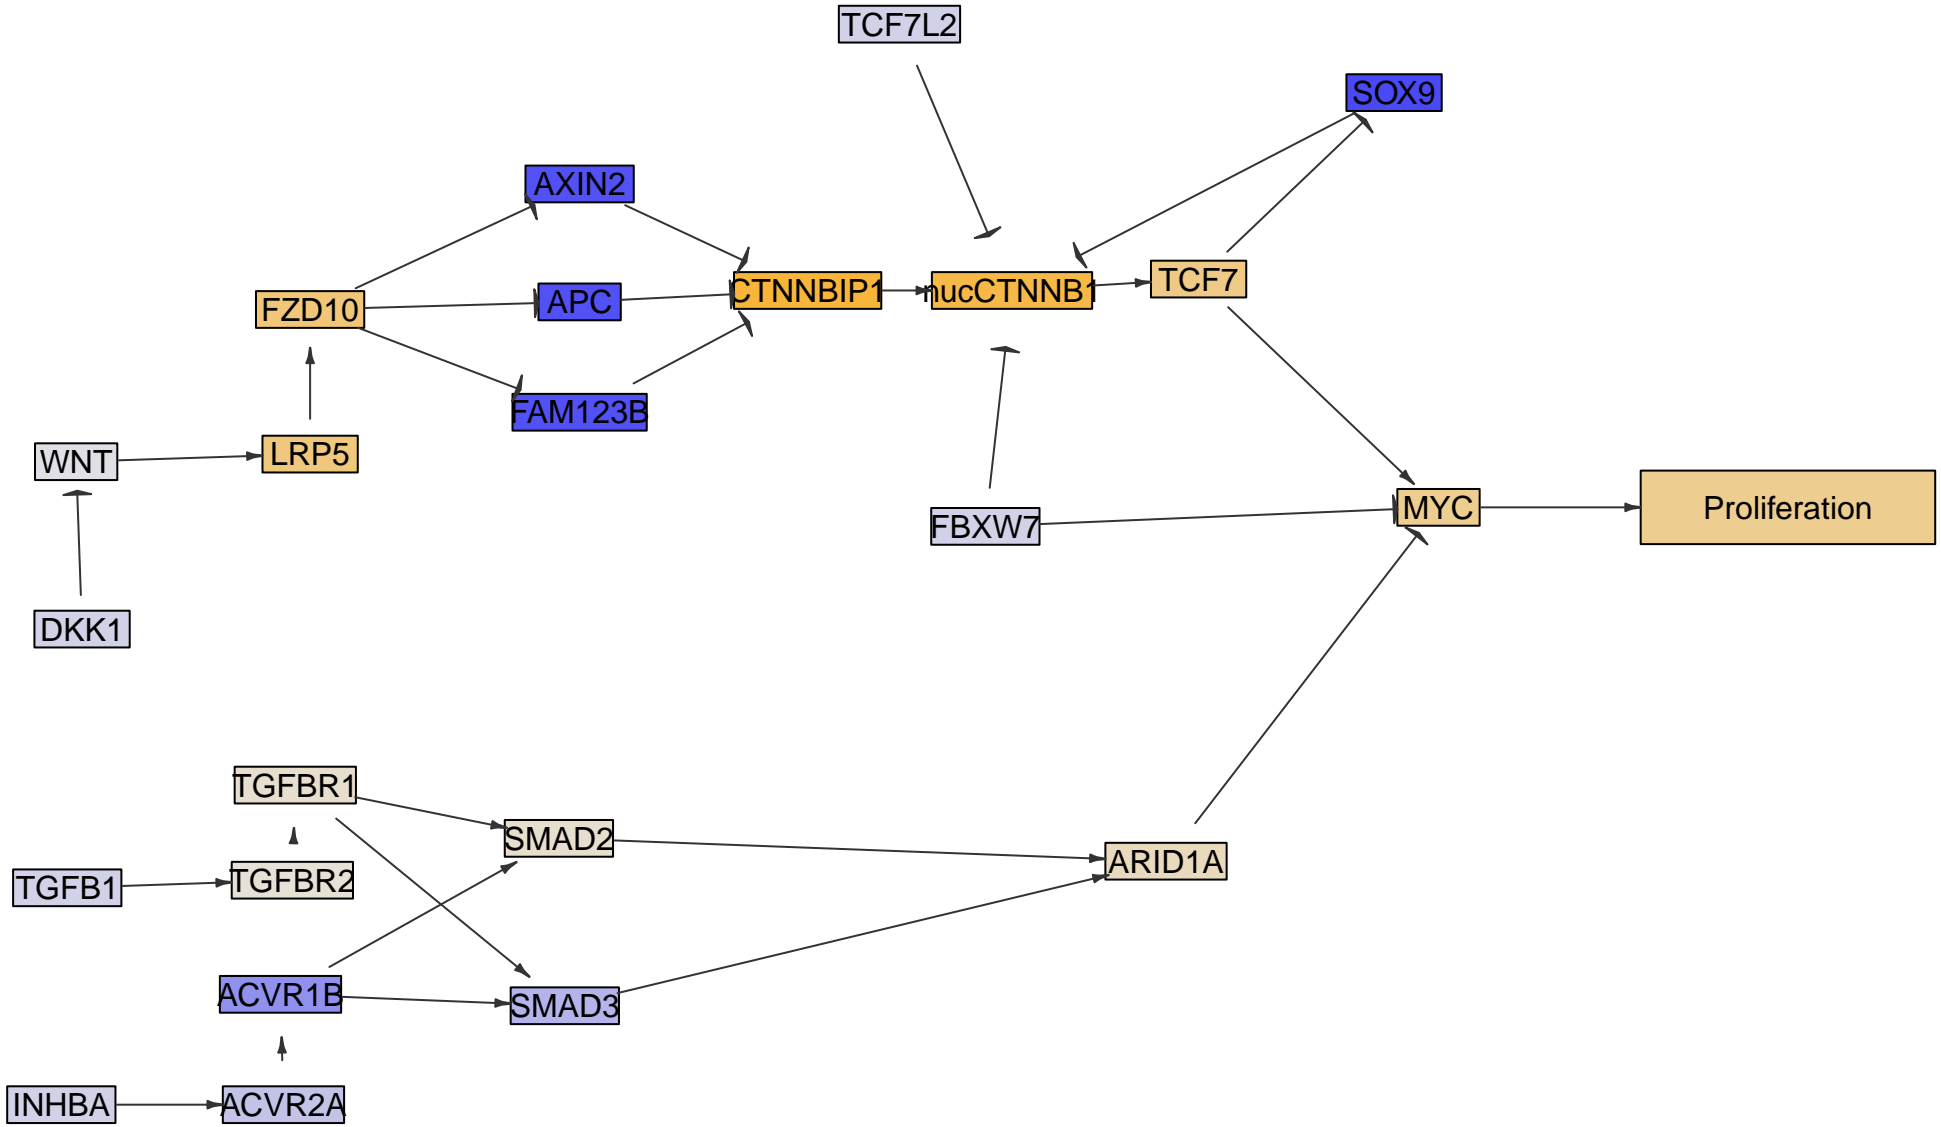 TCF7L2
SOX9
AXIN2
CTNNBIP1
nucCTNNB1
TCF7
FZD10
APC
FAM123B
WNT
LRP5
FBXW7
MYC
Proliferation
DKK1
TGFBR1
SMAD2
ARID1A
TGFB1
TGFBR2
ACVR1B
SMAD3
INHBA
ACVR2A